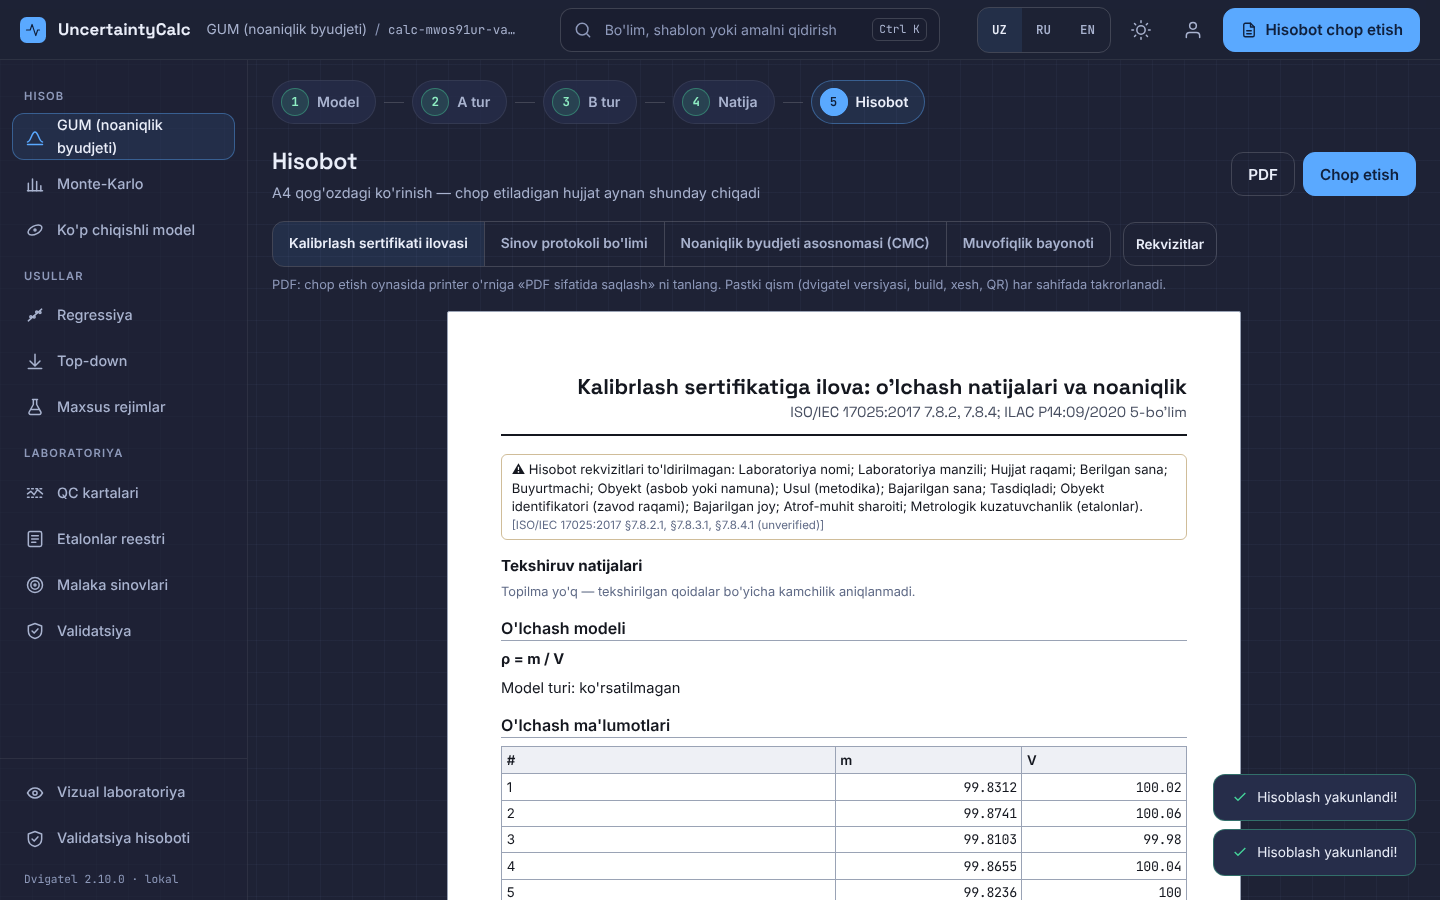 UncertaintyCalc
GUM (noaniqlik byudjeti) / calc-mwos91ur-va…
Bo'lim, shablon yoki amalni qidirish
Ctrl K
UZ RU EN
Hisobot chop etish
HISOB
GUM (noaniqlik
byudjeti)
Monte-Karlo
Ko'p chiqishli model
USULLAR
Regressiya
Top-down
Maxsus rejimlar
LABORATORIYA
QC kartalari
Etalonlar reestri
Malaka sinovlari
Validatsiya
Vizual laboratoriya
Validatsiya hisoboti
Dvigatel 2.10.0 · lokal
1 Model
2 A tur
3 B tur
4 Natija
5 Hisobot
Hisobot
A4 qog'ozdagi ko'rinish — chop etiladigan hujjat aynan shunday chiqadi
PDF
Chop etish
Kalibrlash sertifikati ilovasi
Sinov protokoli bo'limi
Noaniqlik byudjeti asosnomasi (CMC)
Muvofiqlik bayonoti
Rekvizitlar
PDF: chop etish oynasida printer o'rniga «PDF sifatida saqlash» ni tanlang. Pastki qism (dvigatel versiyasi, build, xesh, QR) har sahifada takrorlanadi.
Kalibrlash sertifikatiga ilova: o’lchash natijalari va noaniqlik
ISO/IEC 17025:2017 7.8.2, 7.8.4; ILAC P14:09/2020 5-bo’lim
⚠ Hisobot rekvizitlari to'ldirilmagan: Laboratoriya nomi; Laboratoriya manzili; Hujjat raqami; Berilgan sana;
Buyurtmachi; Obyekt (asbob yoki namuna); Usul (metodika); Bajarilgan sana; Tasdiqladi; Obyekt
identifikatori (zavod raqami); Bajarilgan joy; Atrof-muhit sharoiti; Metrologik kuzatuvchanlik (etalonlar).
[ISO/IEC 17025:2017 §7.8.2.1, §7.8.3.1, §7.8.4.1 (unverified)]
Tekshiruv natijalari
Topilma yo'q — tekshirilgan qoidalar bo'yicha kamchilik aniqlanmadi.
O'lchash modeli
ρ = m / V
Model turi: ko'rsatilmagan
O'lchash ma'lumotlari
# m V
1 99.8312 100.02
2 99.8741 100.06
3 99.8103 99.98
4 99.8655 100.04
5 99.8236 100
Hisoblash yakunlandi!
Hisoblash yakunlandi!